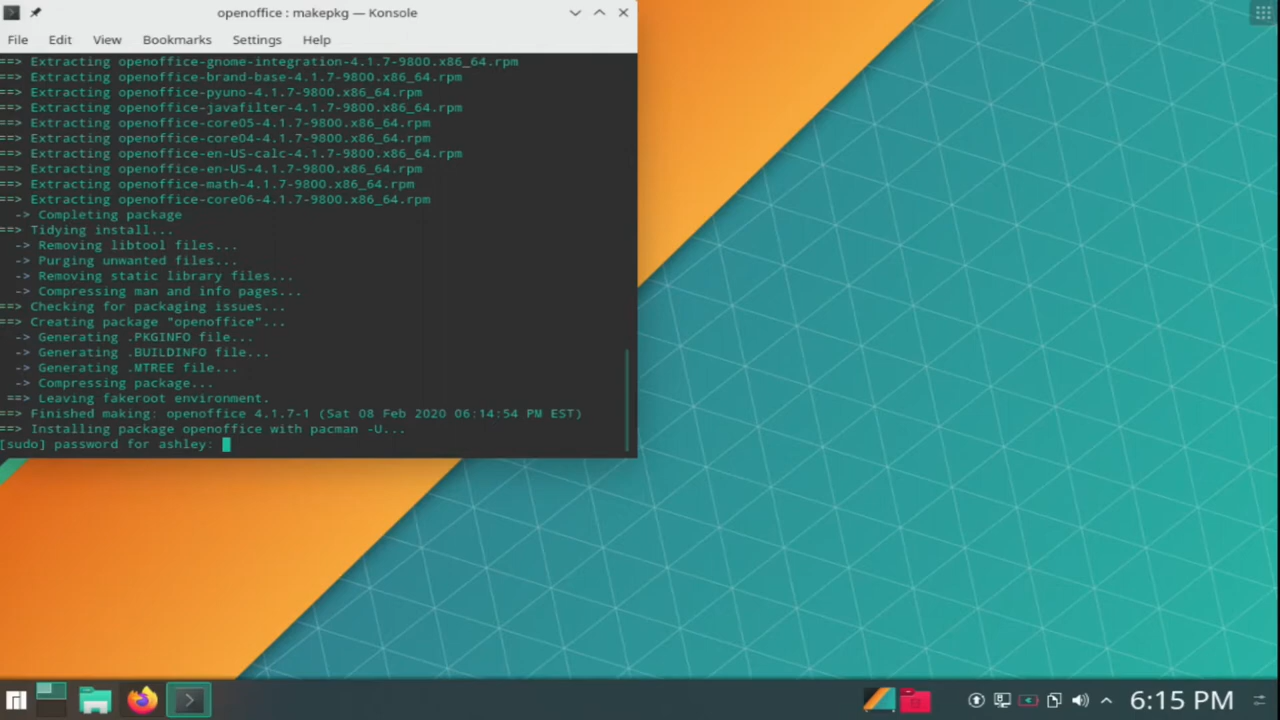 openoffice : makepkg — Konsole
File Edit View Bookmarks Settings Help
==> Extracting openoffice-gnome-integration-4.1.7-9800.x86_64.rpm
==> Extracting openoffice-brand-base-4.1.7-9800.x86_64.rpm
==> Extracting openoffice-pyuno-4.1.7-9800.x86_64.rpm
==> Extracting openoffice-javafilter-4.1.7-9800.x86_64.rpm
==> Extracting openoffice-core05-4.1.7-9800.x86_64.rpm
==> Extracting openoffice-core04-4.1.7-9800.x86_64.rpm
==> Extracting openoffice-en-US-calc-4.1.7-9800.x86_64.rpm
==> Extracting openoffice-en-US-4.1.7-9800.x86_64.rpm
==> Extracting openoffice-math-4.1.7-9800.x86_64.rpm
==> Extracting openoffice-core06-4.1.7-9800.x86_64.rpm
  -> Completing package
==> Tidying install...
  -> Removing libtool files...
  -> Purging unwanted files...
  -> Removing static library files...
  -> Compressing man and info pages...
==> Checking for packaging issues...
==> Creating package "openoffice"...
  -> Generating .PKGINFO file...
  -> Generating .BUILDINFO file...
  -> Generating .MTREE file...
  -> Compressing package...
==> Leaving fakeroot environment.
==> Finished making: openoffice 4.1.7-1 (Sat 08 Feb 2020 06:14:54 PM EST)
==> Installing package openoffice with pacman -U...
[sudo] password for ashley:
6:15 PM